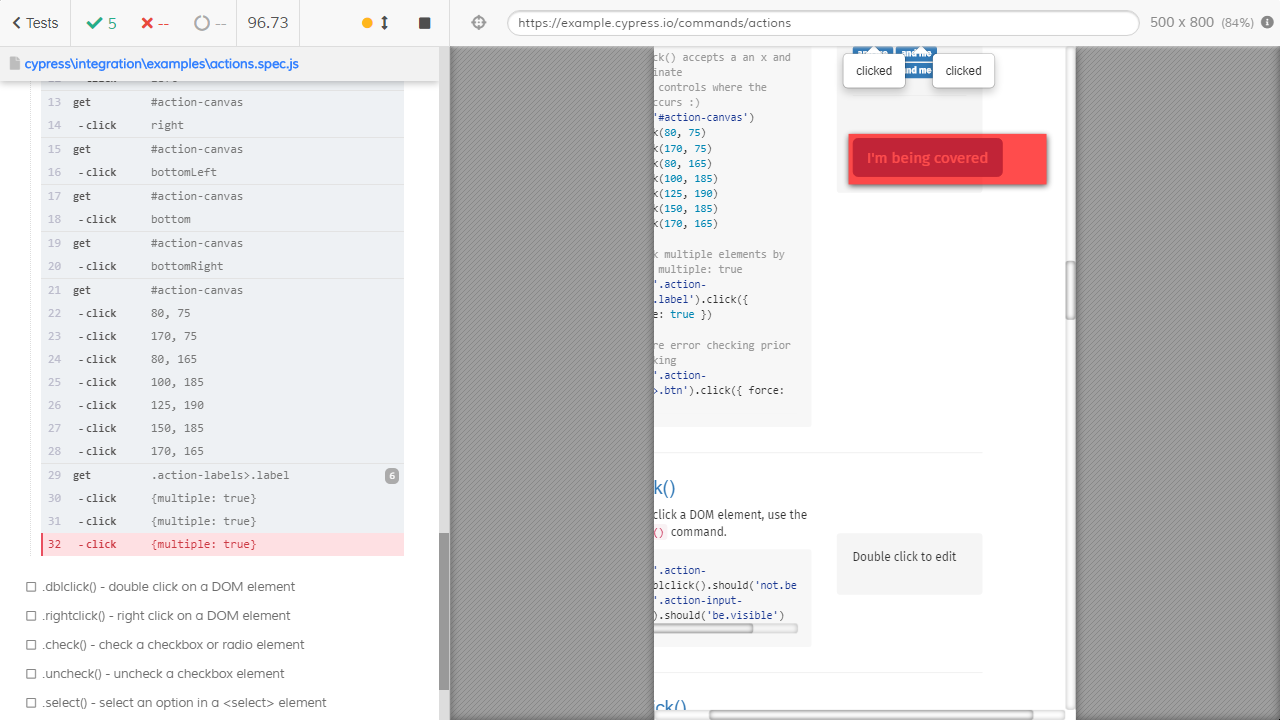 Tests
5
--
--
96.73
https://example.cypress.io/commands/actions
500 x 800 (84%)
cypress\integration\examples\actions.spec.js
13 get #action-canvas
14 - click right
15 get #action-canvas
16 - click bottomLeft
17 get #action-canvas
18 - click bottom
19 get #action-canvas
20 - click bottomRight
21 get #action-canvas
22 - click 80, 75
23 - click 170, 75
24 - click 80, 165
25 - click 100, 185
26 - click 125, 190
27 - click 150, 185
28 - click 170, 165
29 get .action-labels>.label 6
30 - click {multiple: true}
31 - click {multiple: true}
32 - click {multiple: true}
.dblclick() - double click on a DOM element
.rightclick() - right click on a DOM element
.check() - check a checkbox or radio element
.uncheck() - uncheck a checkbox element
.select() - select an option in a <select> element
ck() accepts a an x and
inate
controls where the
ccurs :)
'#action-canvas')
k(80, 75)
k(170, 75)
k(80, 165)
k(100, 185)
k(125, 190)
k(150, 185)
k(170, 165)
k multiple elements by
multiple: true
'.action-
.label').click({
e: true })
re error checking prior
king
'.action-
>.btn').click({ force:
and me
clicked
nd me
clicked
I'm being covered
k()
click a DOM element, use the
() command.
'.action-
blclick().should('not.be
'.action-input-
).should('be.visible')
Double click to edit
ick()